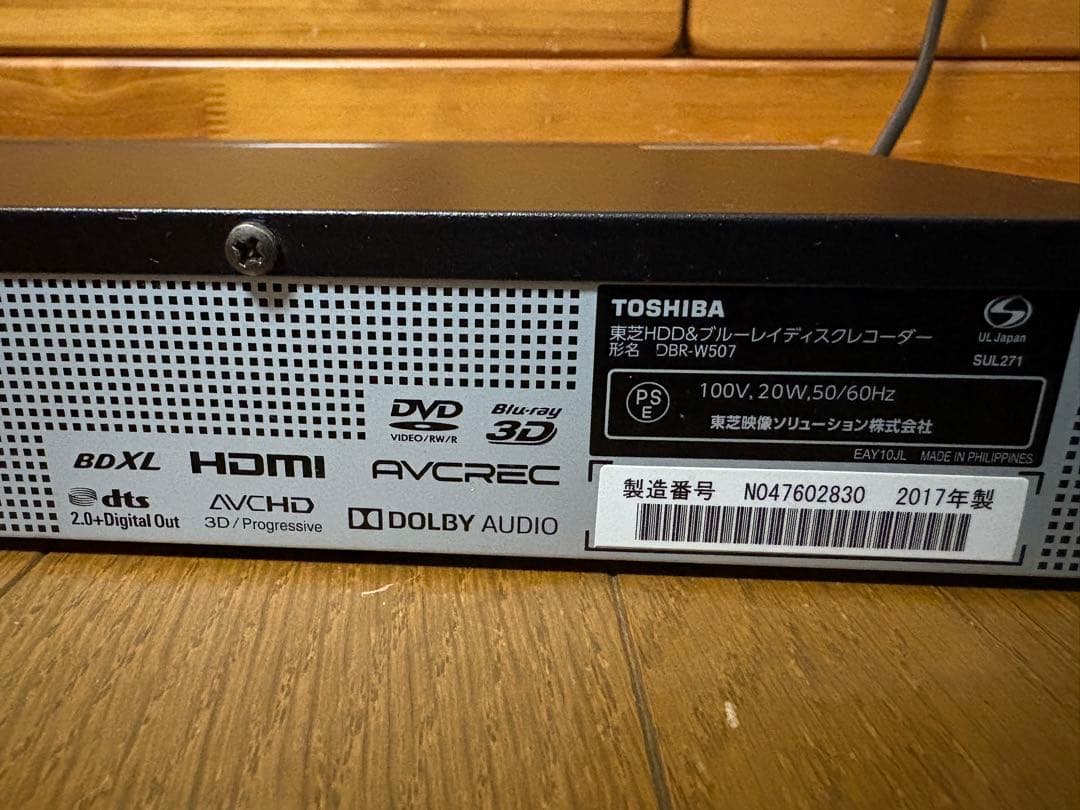 TOSHIBA
東芝HDD&ブルーレイディスクレコーダー
形名 DBR-W507
UL Japan
SUL271
PS
E
100V, 20W, 50/60Hz
東芝映像ソリューション株式会社
EAY10JL MADE IN PHILIPPINES
DVD
VIDEO/RW/R
Blu-ray
3D
BDXL
HDMI
AVCREC
dts
2.0+Digital Out
AVCHD
3D/Progressive
DOLBY AUDIO
製造番号 NO47602830 2017年製